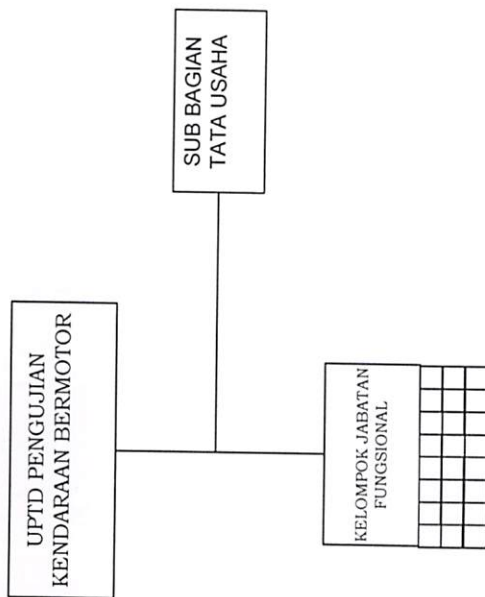 UPTD PENGUJIAN
KENDARAAN BERMOTOR
SUB BAGIAN
TATA USAHA
KELOMPOK JABATAN
FUNGSIONAL